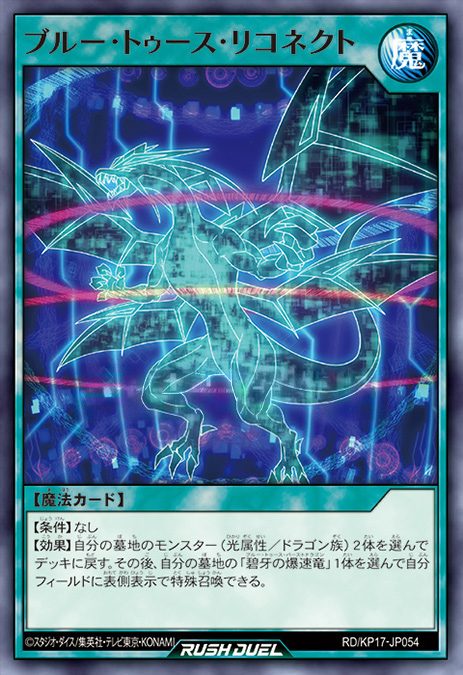 ブルー・トゥース・リコネクト
魔
【魔法カード】
【条件】なし
【効果】自分の墓地のモンスター(光属性/ドラゴン族)2体を選んで
デッキに戻す。その後、自分の墓地の「碧牙の爆速竜」1体を選んで自分
フィールドに表側表示で特殊召喚できる。
©スタジオ・ダイス/集英社・テレビ東京・KONAMI
RUSH DUEL
RD/KP17-JP054